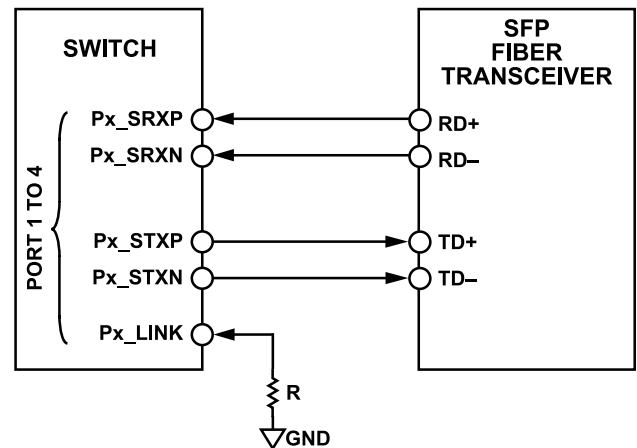 SWITCH
SFP
FIBER
TRANSCEIVER
PORT 1 TO 4
Px_SRXP
Px_SRXN
Px_STXP
Px_STXN
Px_LINK
RD+
RD–
TD+
TD–
R
GND